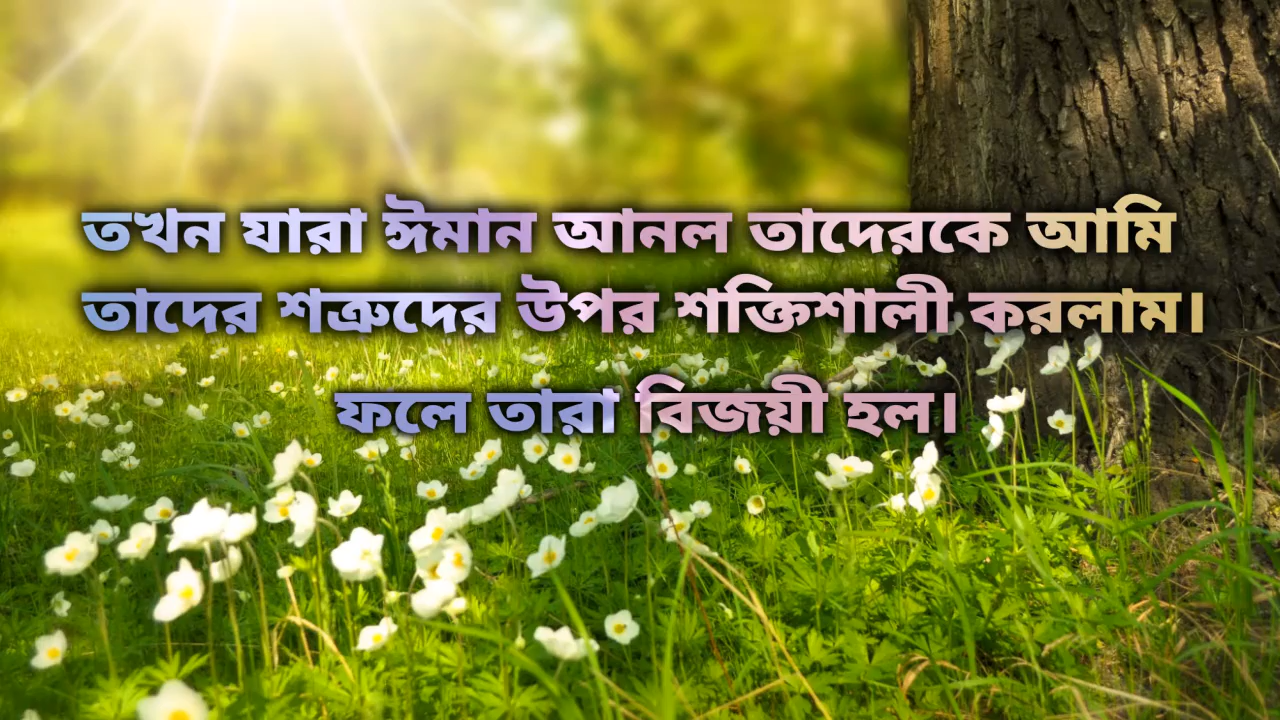 তখন যারা ঈমান আনল তাদেরকে আমি
তাদের শত্রুদের উপর শক্তিশালী করলাম।
ফলে তারা বিজয়ী হল।